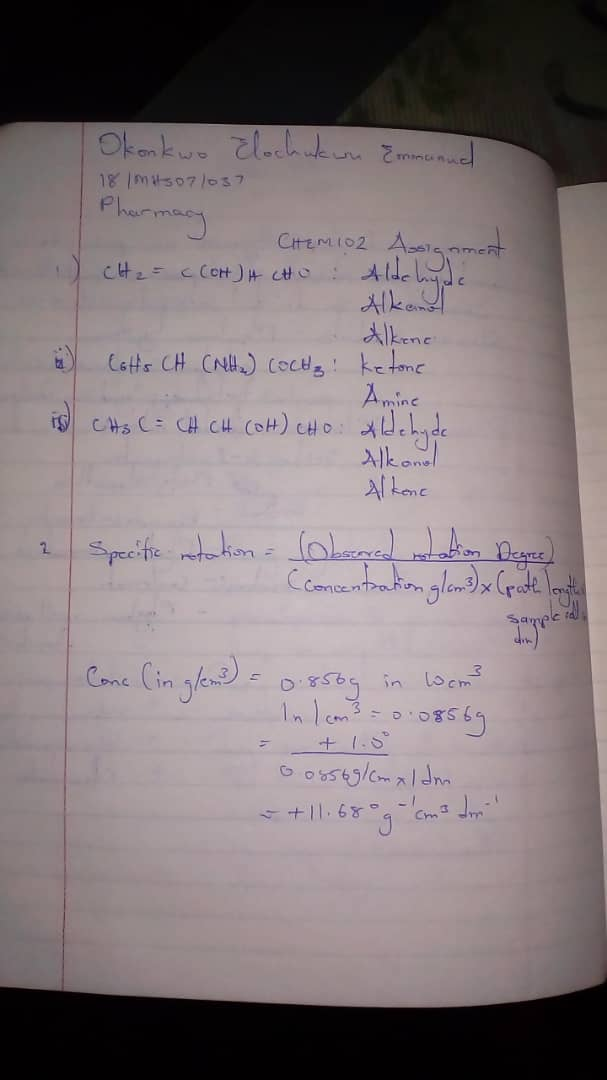 Okonkwo Elochukwu Emmanuel
18/MHS07/037
Pharmacy
CHEM102 Assignment
1) CH2 = C(OH)H CHO : Aldehyde
Alkanol
Alkene
ii) C6H5 CH (NH2) COCH3 : Ketone
Amine
iii) CH3 C = CH CH (OH) CHO : Aldehyde
Alkanol
Alkene
2 Specific rotation = (Observed rotation Degree)
(Concentration g/cm3) x (path length
sample cell
dm)
Conc (in g/cm3) = 0.856g in 10cm3
In 1cm3 = 0.0856g
= + 1.0°
0.0856g/cm x 1dm
= +11.68° g-1 cm3 dm-1